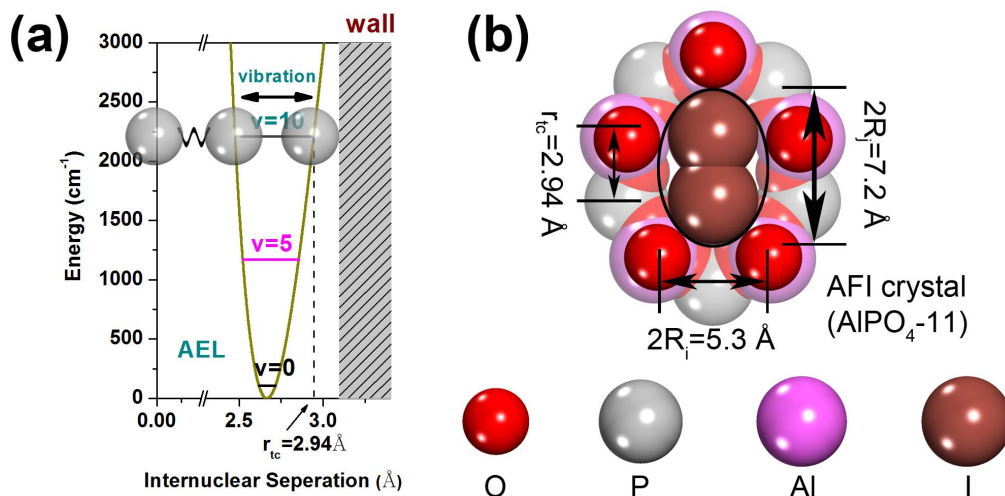 (a)
wall
3000
2500
2000
1500
1000
500
0
Energy (cm⁻¹)
vibration
v=10
v=5
v=0
AEL
0.00
2.5
3.0
r_tc=2.94Å
Internuclear Seperation (Å)
(b)
r_tc=2.94 Å
2R_j=7.2 Å
2R_i=5.3 Å
AFI crystal
(AlPO₄-11)
O
P
Al
I